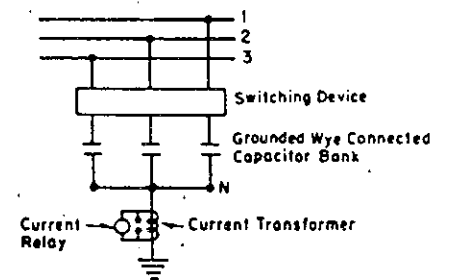 1
2
3
Switching Device
Grounded Wye Connected
Capacitor Bank
N
Current
Relay
Current Transformer